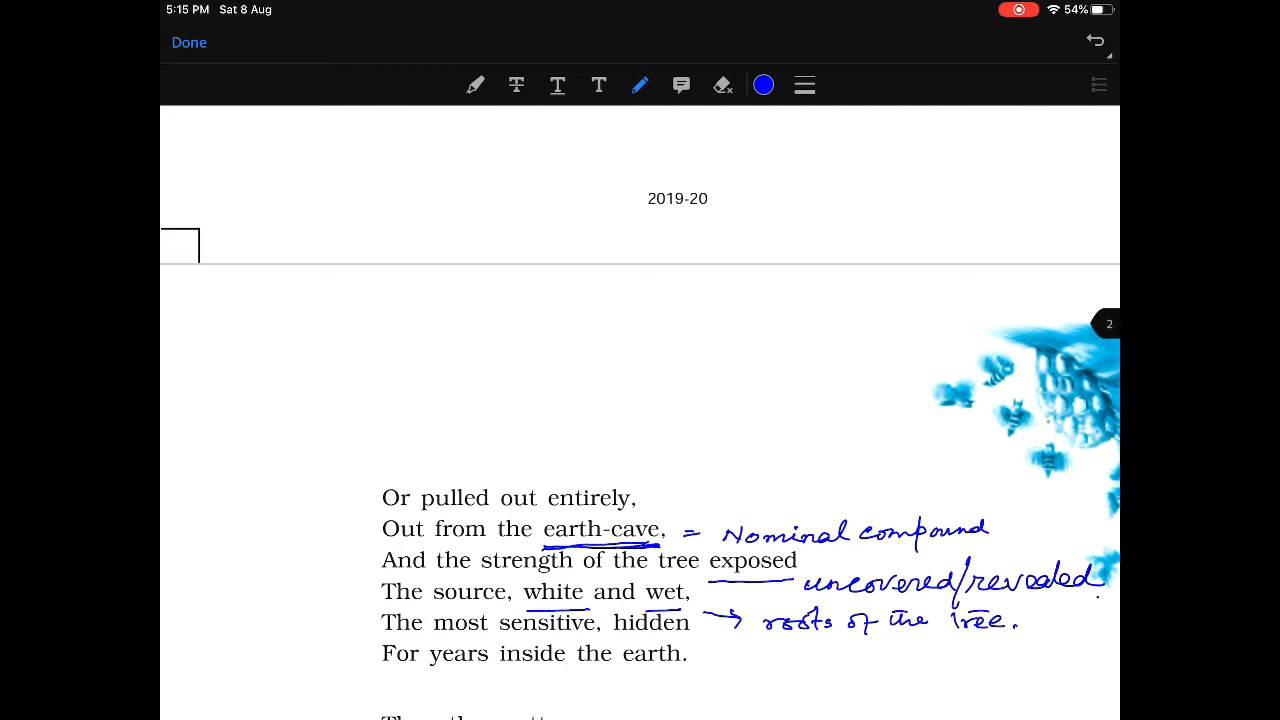 5:15 PM Sat 8 Aug 54%
Done
T T T
2019-20
2
Or pulled out entirely,
Out from the earth-cave, = Nominal compound
And the strength of the tree exposed
uncovered/revealed.
The source, white and wet,
The most sensitive, hidden → roots of the tree.
For years inside the earth.